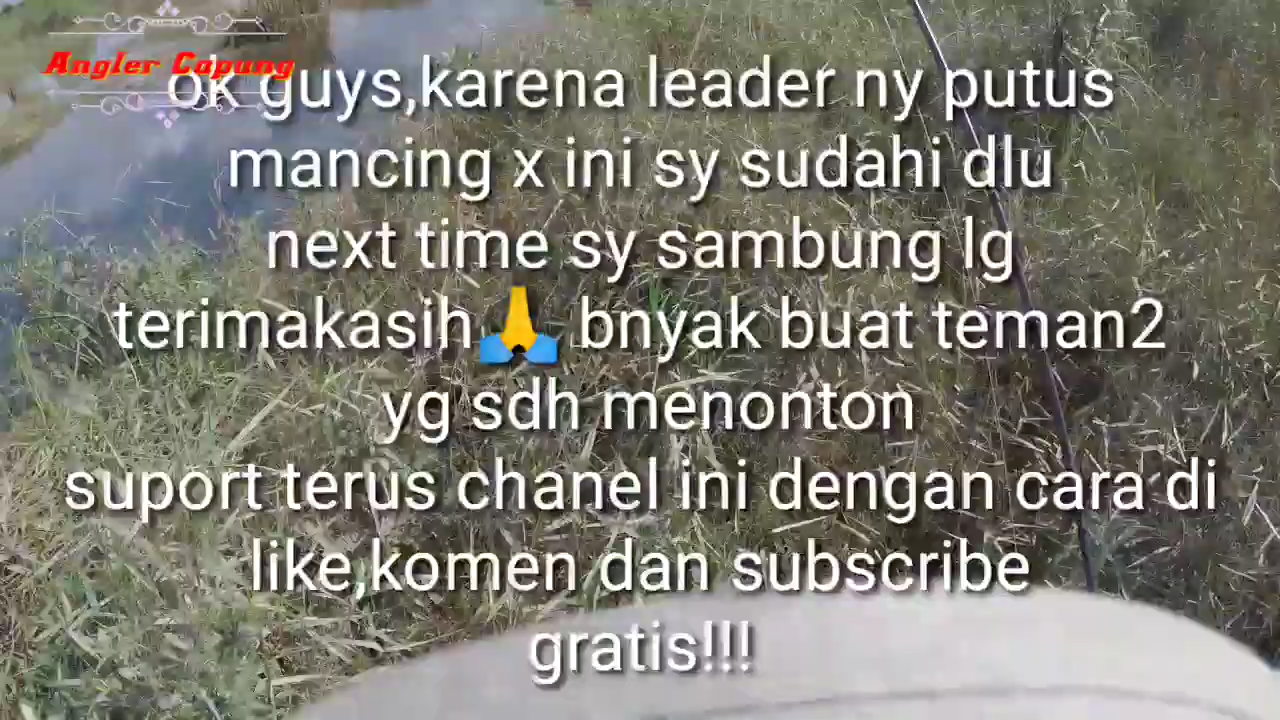 Angler Capung
ok guys,karena leader ny putus
mancing x ini sy sudahi dlu
next time sy sambung lg
terimakasih🙏 bnyak buat teman2
yg sdh menonton
suport terus chanel ini dengan cara di
like,komen dan subscribe
gratis!!!